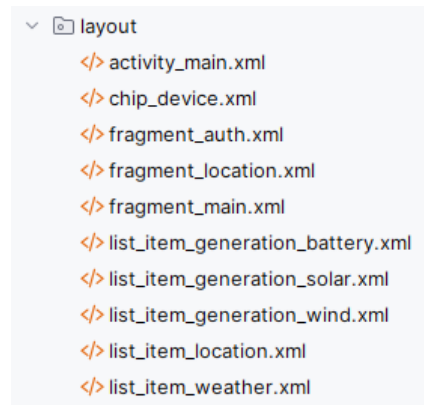 layout
</> activity_main.xml
</> chip_device.xml
</> fragment_auth.xml
</> fragment_location.xml
</> fragment_main.xml
</> list_item_generation_battery.xml
</> list_item_generation_solar.xml
</> list_item_generation_wind.xml
</> list_item_location.xml
</> list_item_weather.xml